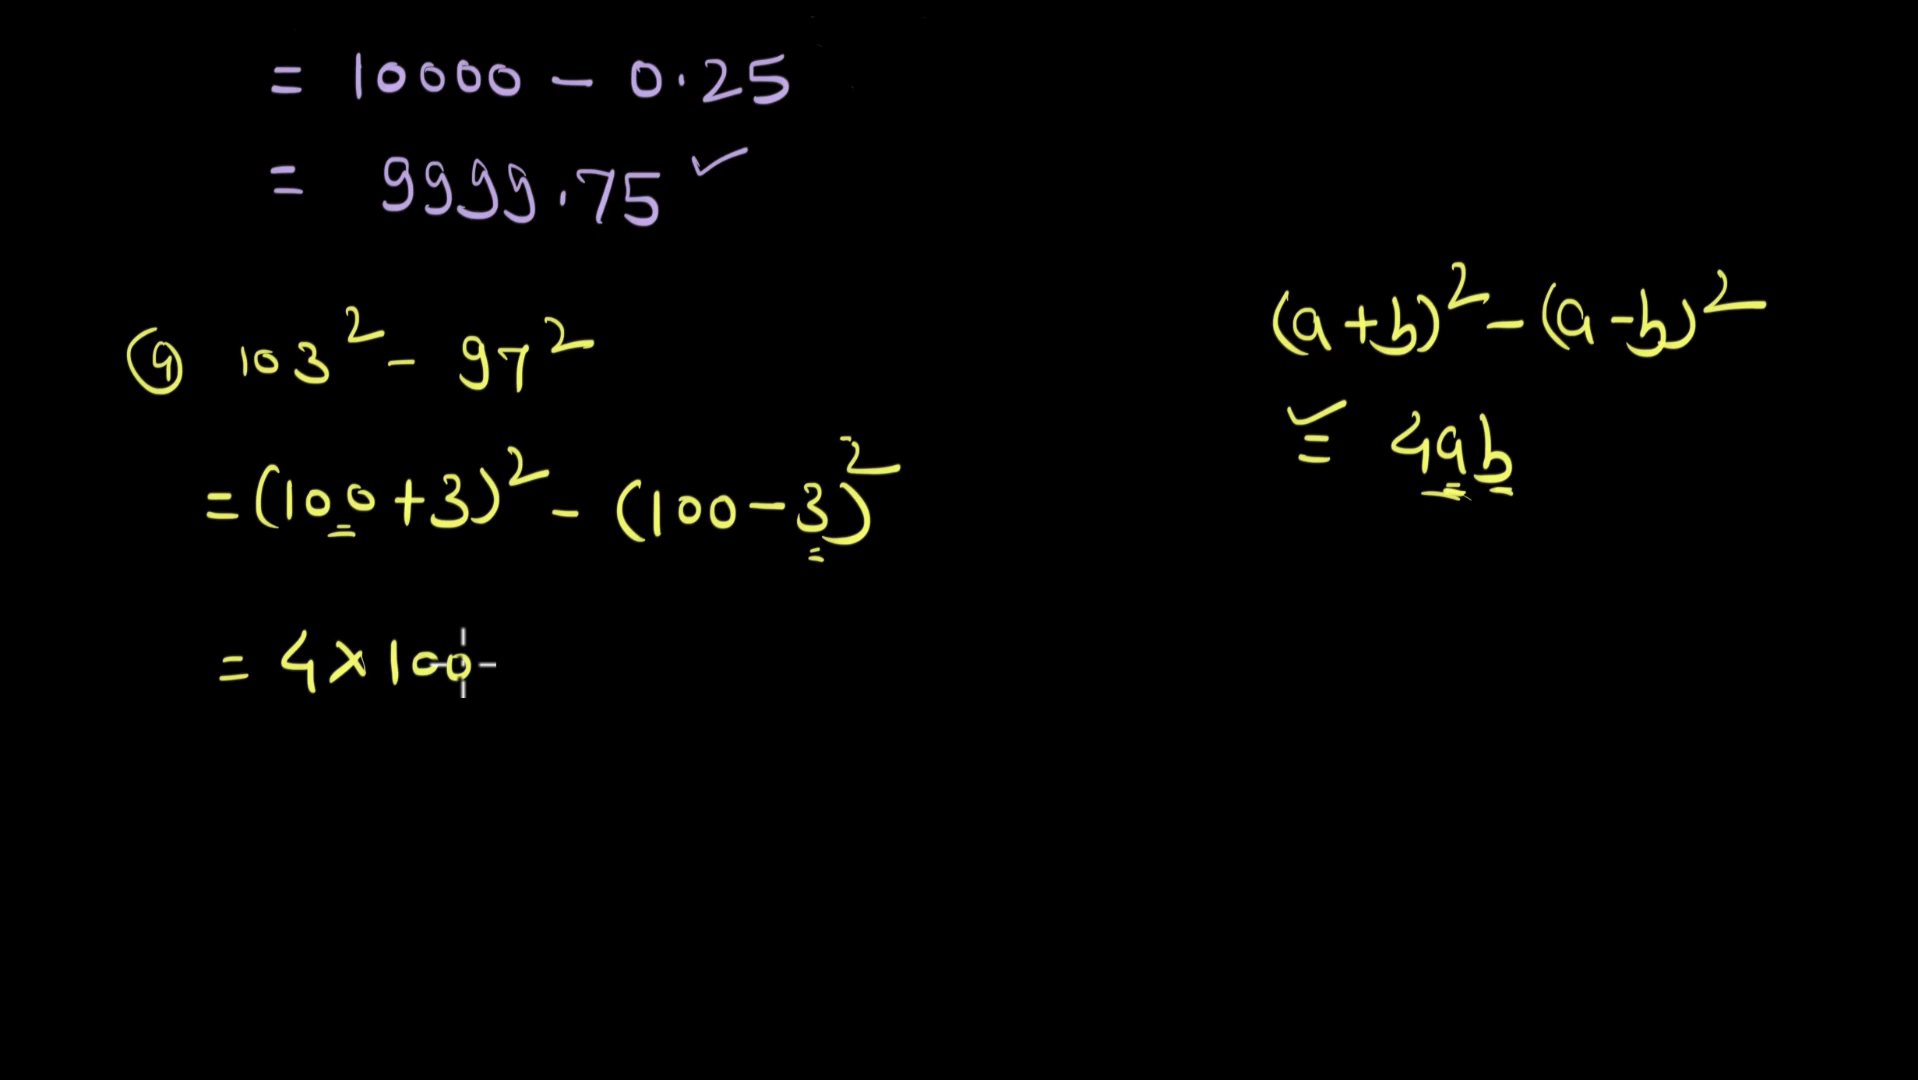 = 10000 - 0.25
= 9999.75 ✓
9 103² - 97²
(a+b)² - (a-b)²
= (100+3)² - (100-3)²
✓= 4ab
= 4×100